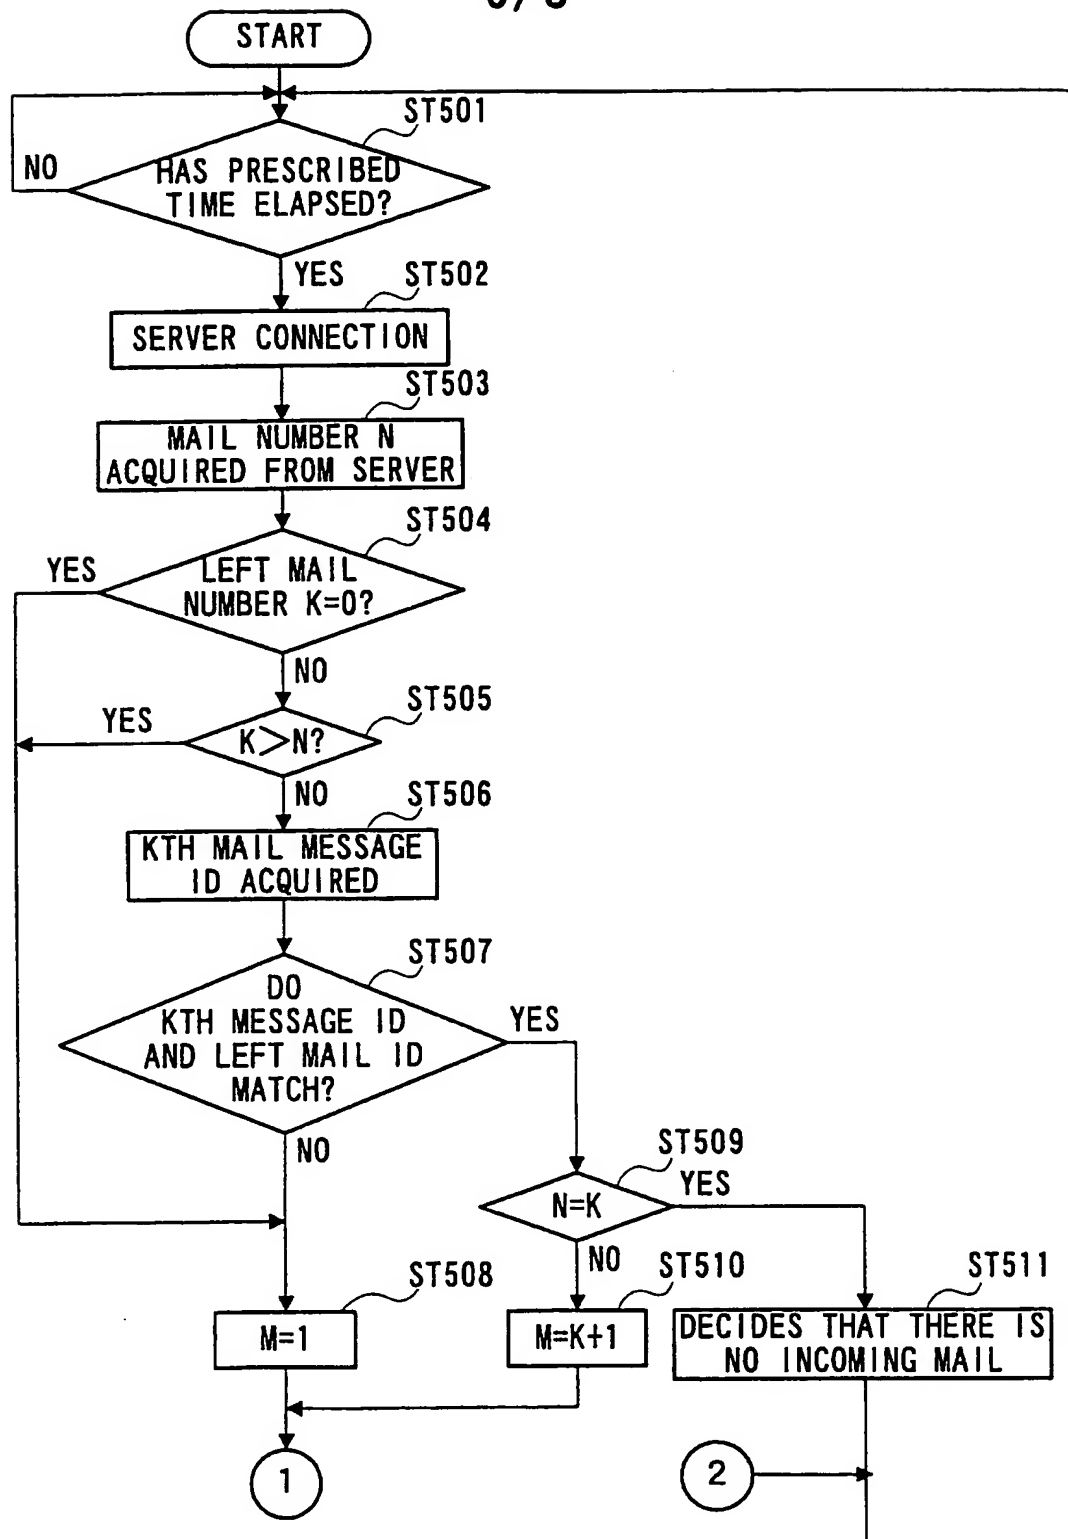 START
ST501
NO
HAS PRESCRIBED
TIME ELAPSED?
YES
ST502
SERVER CONNECTION
ST503
MAIL NUMBER N
ACQUIRED FROM SERVER
ST504
YES
LEFT MAIL
NUMBER K=0?
NO
ST505
YES
K>N?
NO
ST506
KTH MAIL MESSAGE
ID ACQUIRED
ST507
DO
KTH MESSAGE ID
AND LEFT MAIL ID
MATCH?
YES
NO
ST509
N=K
YES
NO
ST508
M=1
ST510
M=K+1
ST511
DECIDES THAT THERE IS
NO INCOMING MAIL
1
2